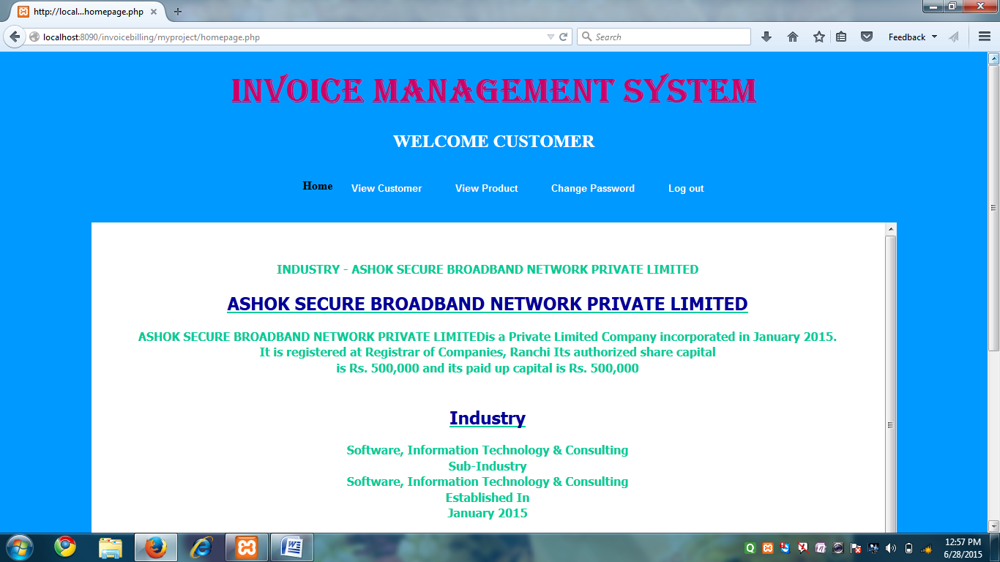 http://local...homepage.php
localhost:8090/invoicebilling/myproject/homepage.php
Search
Feedback
INVOICE MANAGEMENT SYSTEM
WELCOME CUSTOMER
Home View Customer View Product Change Password Log out
INDUSTRY - ASHOK SECURE BROADBAND NETWORK PRIVATE LIMITED
ASHOK SECURE BROADBAND NETWORK PRIVATE LIMITED
ASHOK SECURE BROADBAND NETWORK PRIVATE LIMITEDis a Private Limited Company incorporated in January 2015.
It is registered at Registrar of Companies, Ranchi Its authorized share capital
is Rs. 500,000 and its paid up capital is Rs. 500,000
Industry
Software, Information Technology & Consulting
Sub-Industry
Software, Information Technology & Consulting
Established In
January 2015
12:57 PM
6/28/2015